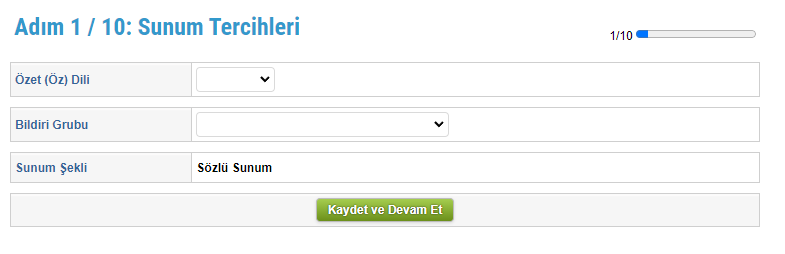 Adım 1 / 10: Sunum Tercihleri
1/10
Özet (Öz) Dili
Bildiri Grubu
Sunum Şekli
Sözlü Sunum
Kaydet ve Devam Et